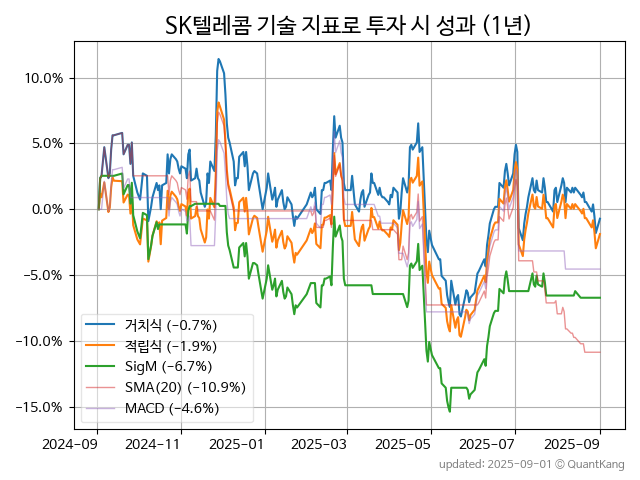 SK텔레콤 기술 지표로 투자 시 성과 (1년)
10.0%
5.0%
0.0%
−5.0%
−10.0%
−15.0%
거치식 (−0.7%)
적립식 (−1.9%)
SigM (−6.7%)
SMA(20) (−10.9%)
MACD (−4.6%)
2024-09 2024-11 2025-01 2025-03 2025-05 2025-07 2025-09
updated: 2025-09-01 © QuantKang